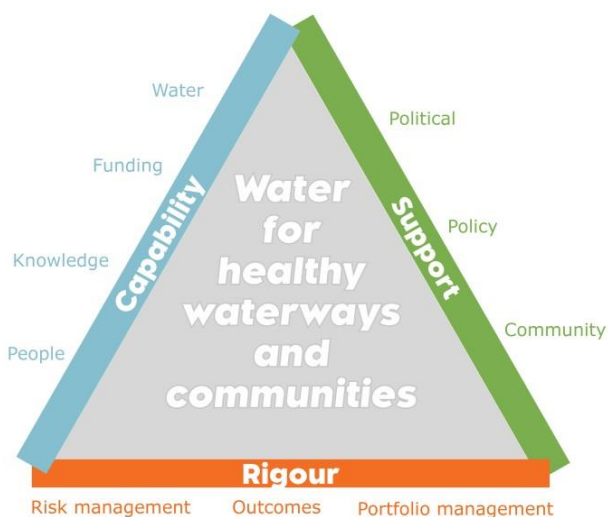 Water
Funding
Knowledge
People
Capability
Water
for
healthy
waterways
and
communities
Support
Political
Policy
Community
Rigour
Risk management
Outcomes
Portfolio management